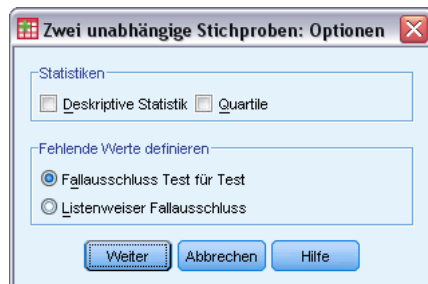 Zwei unabhängige Stichproben: Optionen
Statistiken
Deskriptive Statistik Quartile
Fehlende Werte definieren
Fallausschluss Test für Test
Listenweiser Fallausschluss
Weiter Abbrechen Hilfe